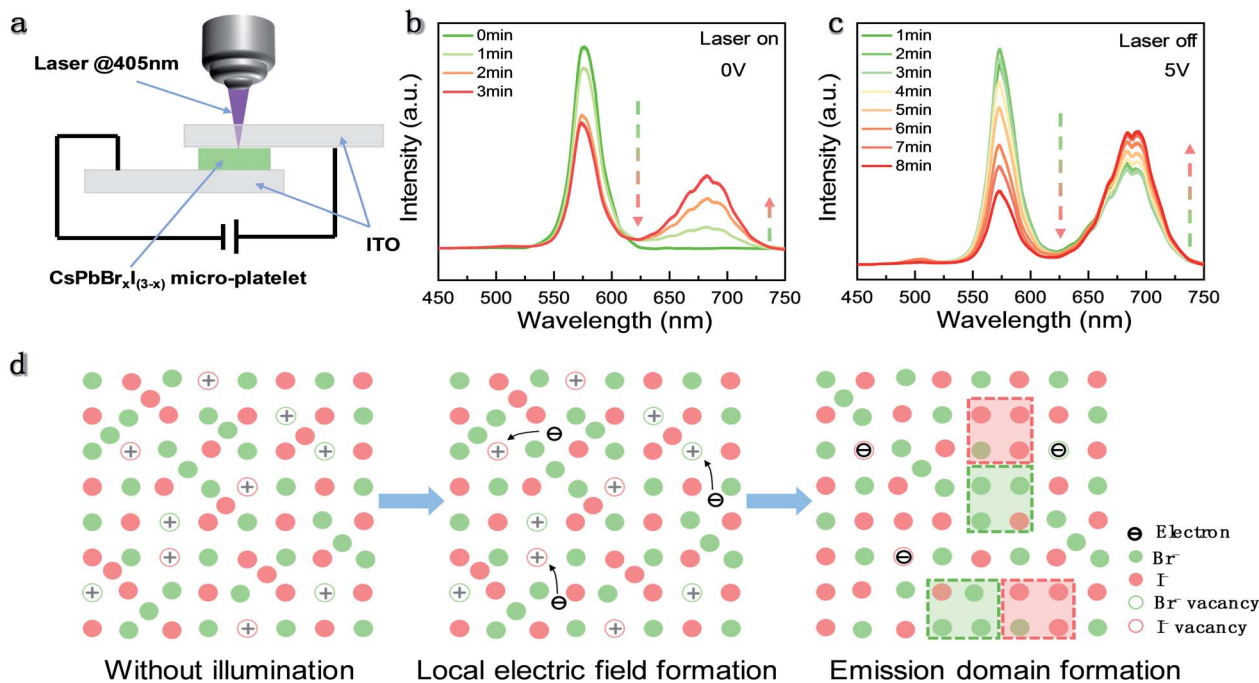 a
Laser @405nm
ITO
CsPbBrxI(3-x) micro-platelet
b
Intensity (a.u.)
0min
1min
2min
3min
Laser on
0V
450 500 550 600 650 700 750
Wavelength (nm)
c
Intensity (a.u.)
1min
2min
3min
4min
5min
6min
7min
8min
Laser off
5V
450 500 550 600 650 700 750
Wavelength (nm)
d
Electron
Br⁻
I⁻
Br⁻ vacancy
I⁻ vacancy
Without illumination
Local electric field formation
Emission domain formation